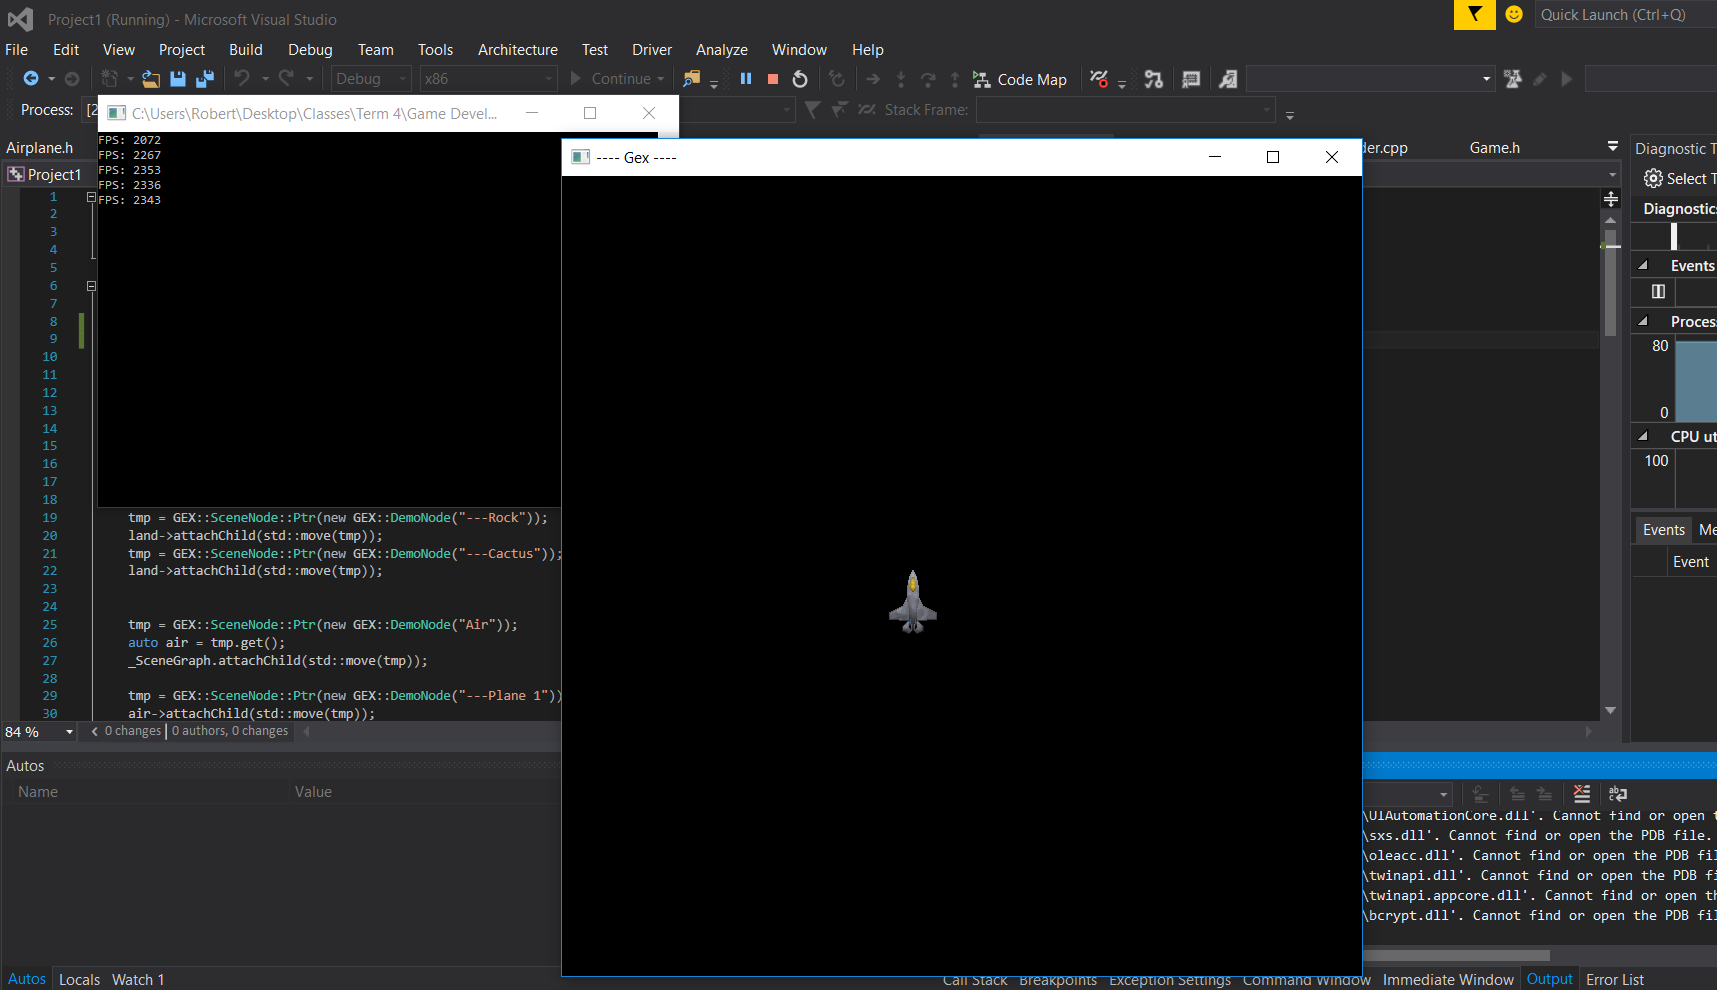 Project1 (Running) - Microsoft Visual Studio
Quick Launch (Ctrl+Q)
File Edit View Project Build Debug Team Tools Architecture Test Driver Analyze Window Help
Debug x86 Continue Code Map
Process: [2
Stack Frame:
C:\Users\Robert\Desktop\Classes\Term 4\Game Devel...
Airplane.h
der.cpp
Game.h
Diagnostic T
---- Gex ----
Project1
Select T
FPS: 2072
FPS: 2267
FPS: 2353
FPS: 2336
FPS: 2343
Diagnostics
Events
Process
80
0
CPU ut
100
Events Me
Event
1
2
3
4
5
6
7
8
9
10
11
12
13
14
15
16
17
18
19 tmp = GEX::SceneNode::Ptr(new GEX::DemoNode("---Rock"));
20 land->attachChild(std::move(tmp));
21 tmp = GEX::SceneNode::Ptr(new GEX::DemoNode("---Cactus"));
22 land->attachChild(std::move(tmp));
23
24
25 tmp = GEX::SceneNode::Ptr(new GEX::DemoNode("Air"));
26 auto air = tmp.get();
27 _SceneGraph.attachChild(std::move(tmp));
28
29 tmp = GEX::SceneNode::Ptr(new GEX::DemoNode("---Plane 1"))
30 air->attachChild(std::move(tmp));
84 % 0 changes | 0 authors, 0 changes
Autos
Name Value
\UIAutomationCore.dll'. Cannot find or open t
\sxs.dll'. Cannot find or open the PDB file.
\oleacc.dll'. Cannot find or open the PDB fil
\twinapi.dll'. Cannot find or open the PDB fi
\twinapi.appcore.dll'. Cannot find or open th
\bcrypt.dll'. Cannot find or open the PDB fil
Autos Locals Watch 1
Call Stack Breakpoints Exception Settings Command Window Immediate Window Output Error List